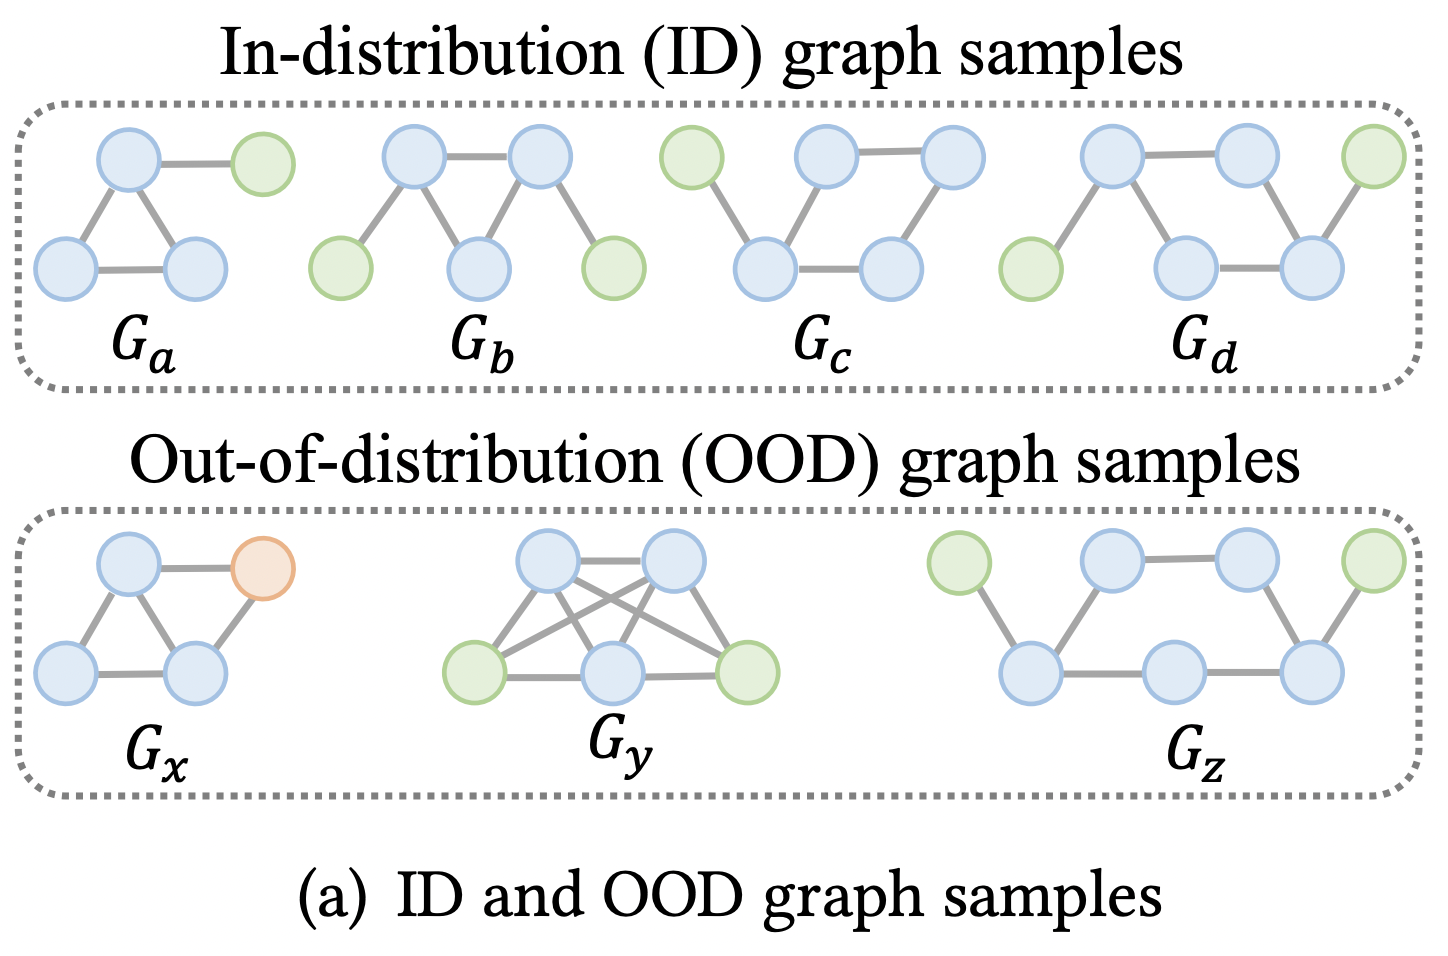 In-distribution (ID) graph samples
G_a G_b G_c G_d
Out-of-distribution (OOD) graph samples
G_x G_y G_z
(a) ID and OOD graph samples